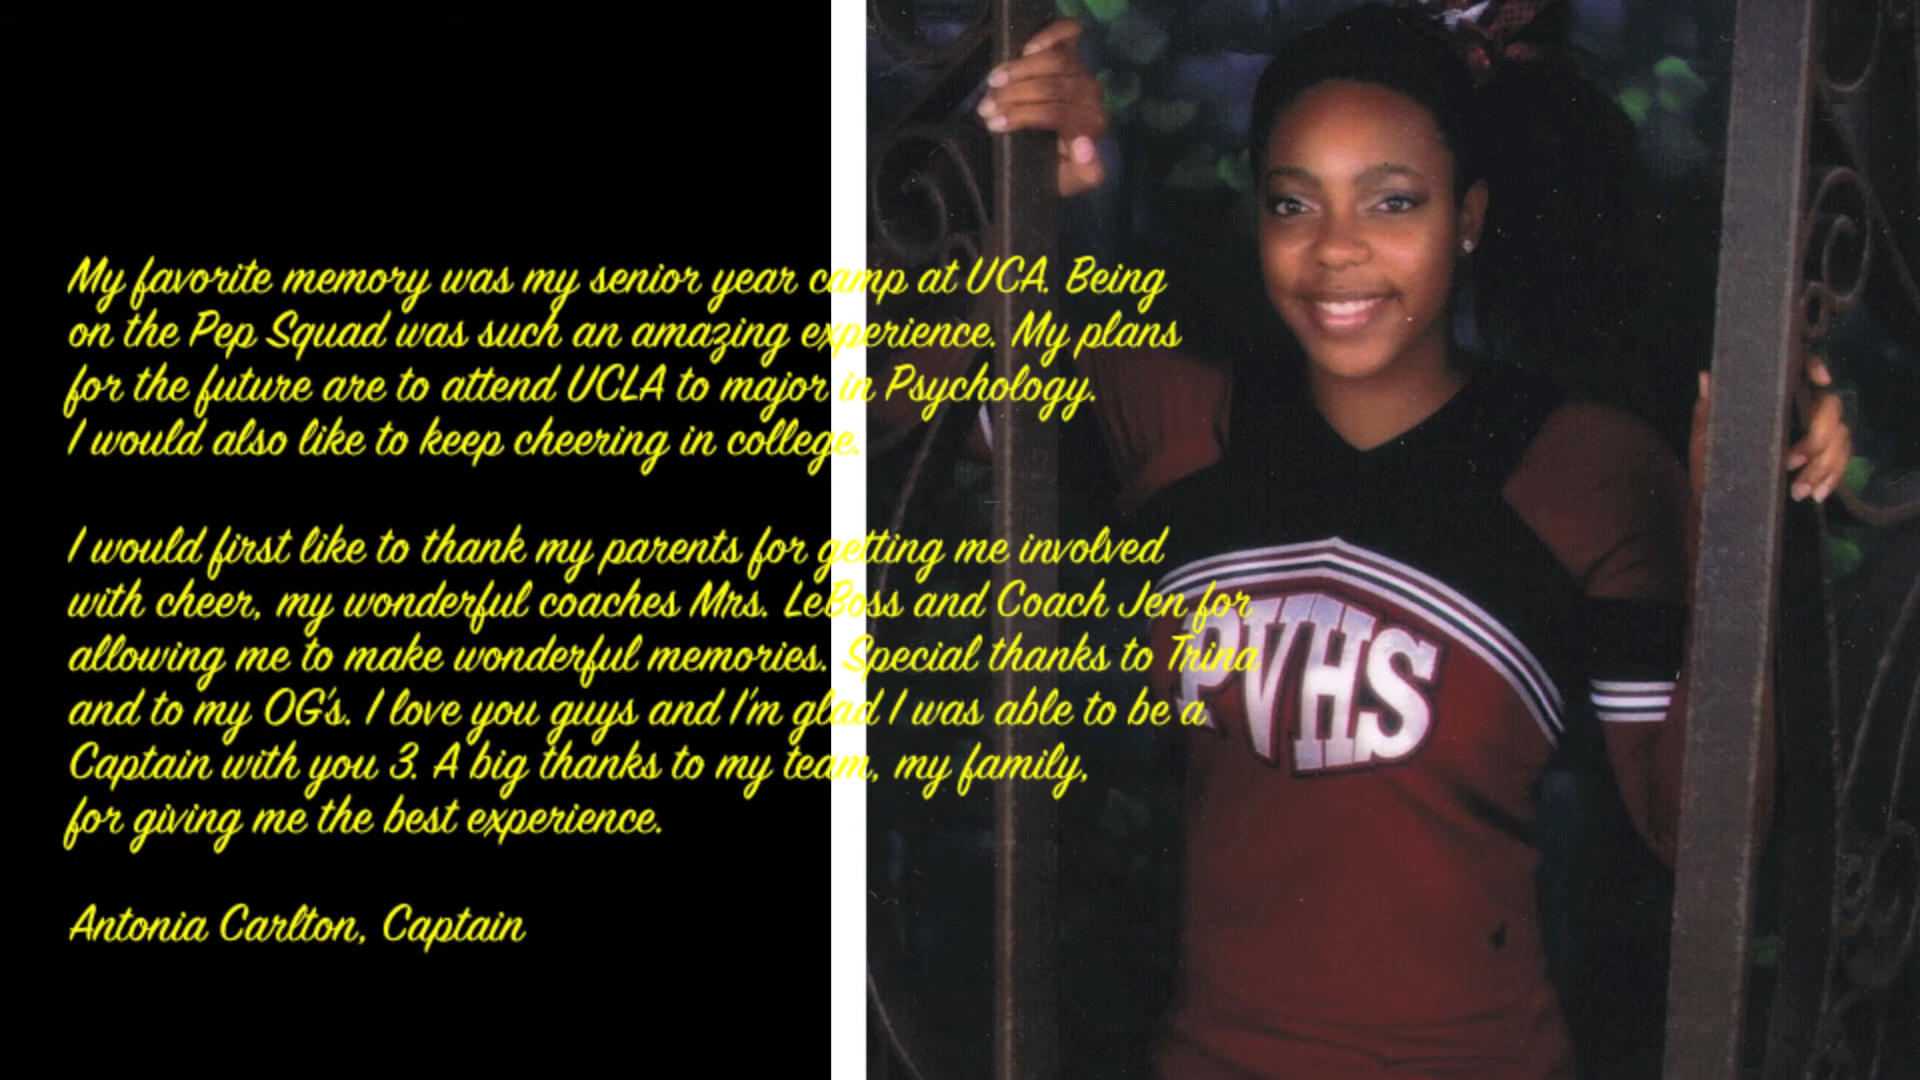 My favorite memory was my senior year camp at UCA. Being
on the Pep Squad was such an amazing experience. My plans
for the future are to attend UCLA to major in Psychology.
I would also like to keep cheering in college.
I would first like to thank my parents for getting me involved
with cheer, my wonderful coaches Mrs. LeBoss and Coach Jen for
allowing me to make wonderful memories. Special thanks to Trina
and to my OG's. I love you guys and I'm glad I was able to be a
Captain with you 3. A big thanks to my team, my family,
for giving me the best experience.
Antonia Carlton, Captain
PVHS